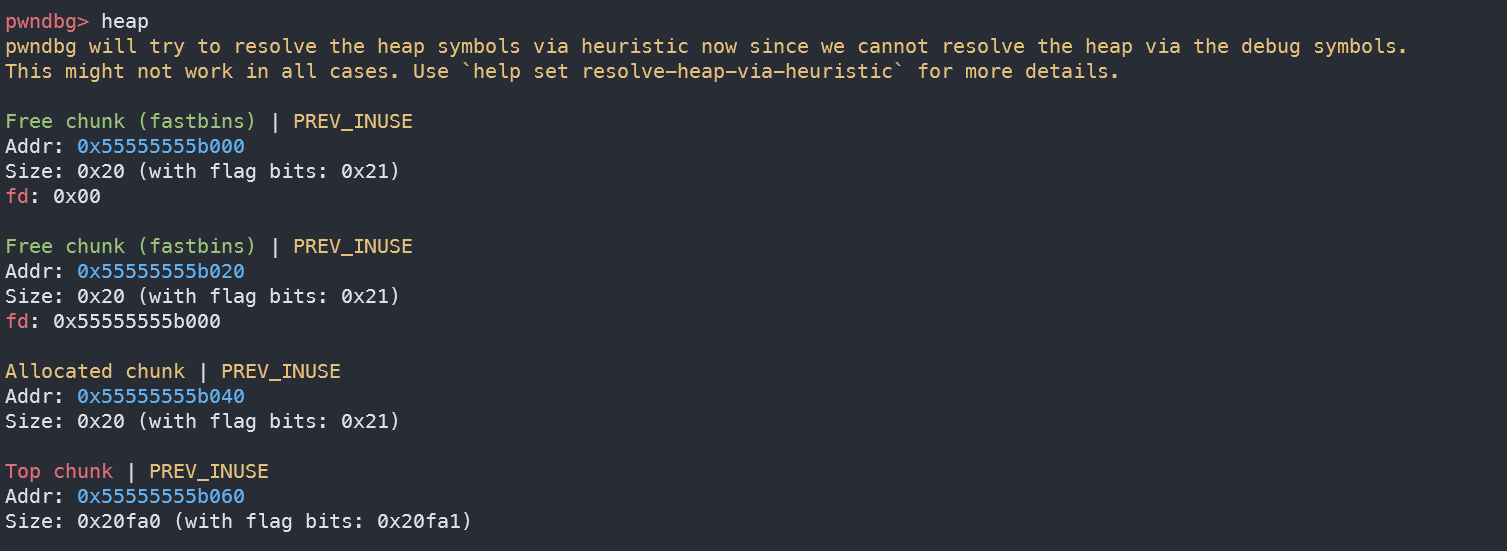 pwndbg> heap
pwndbg will try to resolve the heap symbols via heuristic now since we cannot resolve the heap via the debug symbols.
This might not work in all cases. Use `help set resolve-heap-via-heuristic` for more details.
Free chunk (fastbins) | PREV_INUSE
Addr: 0x55555555b000
Size: 0x20 (with flag bits: 0x21)
fd: 0x00
Free chunk (fastbins) | PREV_INUSE
Addr: 0x55555555b020
Size: 0x20 (with flag bits: 0x21)
fd: 0x55555555b000
Allocated chunk | PREV_INUSE
Addr: 0x55555555b040
Size: 0x20 (with flag bits: 0x21)
Top chunk | PREV_INUSE
Addr: 0x55555555b060
Size: 0x20fa0 (with flag bits: 0x20fa1)